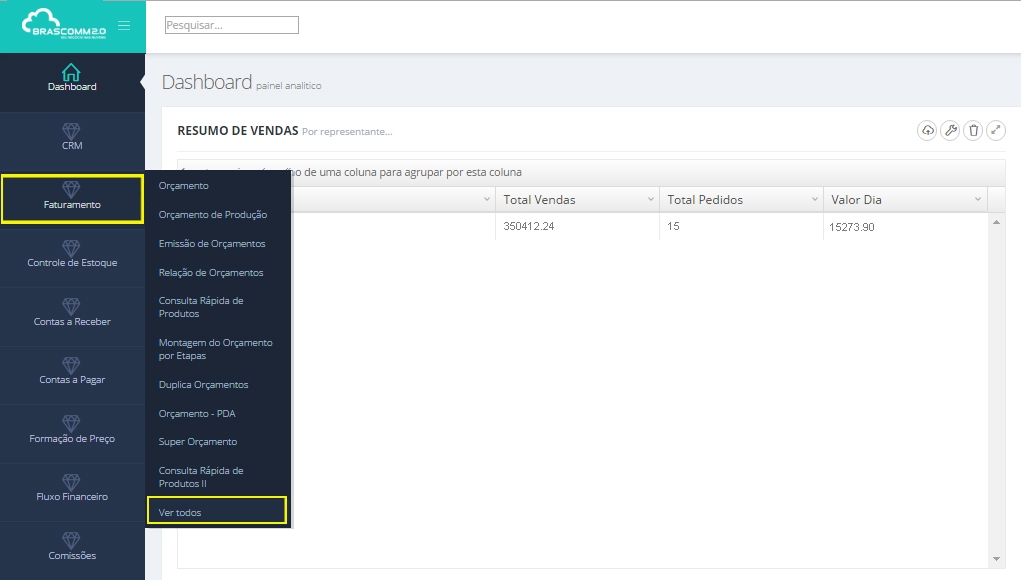 BRASCOMM2.0
Pesquisar...
Dashboard
CRM
Faturamento
Controle de Estoque
Contas a Receber
Contas a Pagar
Formação de Preço
Fluxo Financeiro
Comissões
Orçamento
Orçamento de Produção
Emissão de Orçamentos
Relação de Orçamentos
Consulta Rápida de
Produtos
Montagem do Orçamento
por Etapas
Duplica Orçamentos
Orçamento - PDA
Super Orçamento
Consulta Rápida de
Produtos II
Ver todos
Dashboard painel analitico
RESUMO DE VENDAS Por representante...
de uma coluna para agrupar por esta coluna
Total Vendas Total Pedidos Valor Dia
350412.24 15 15273.90